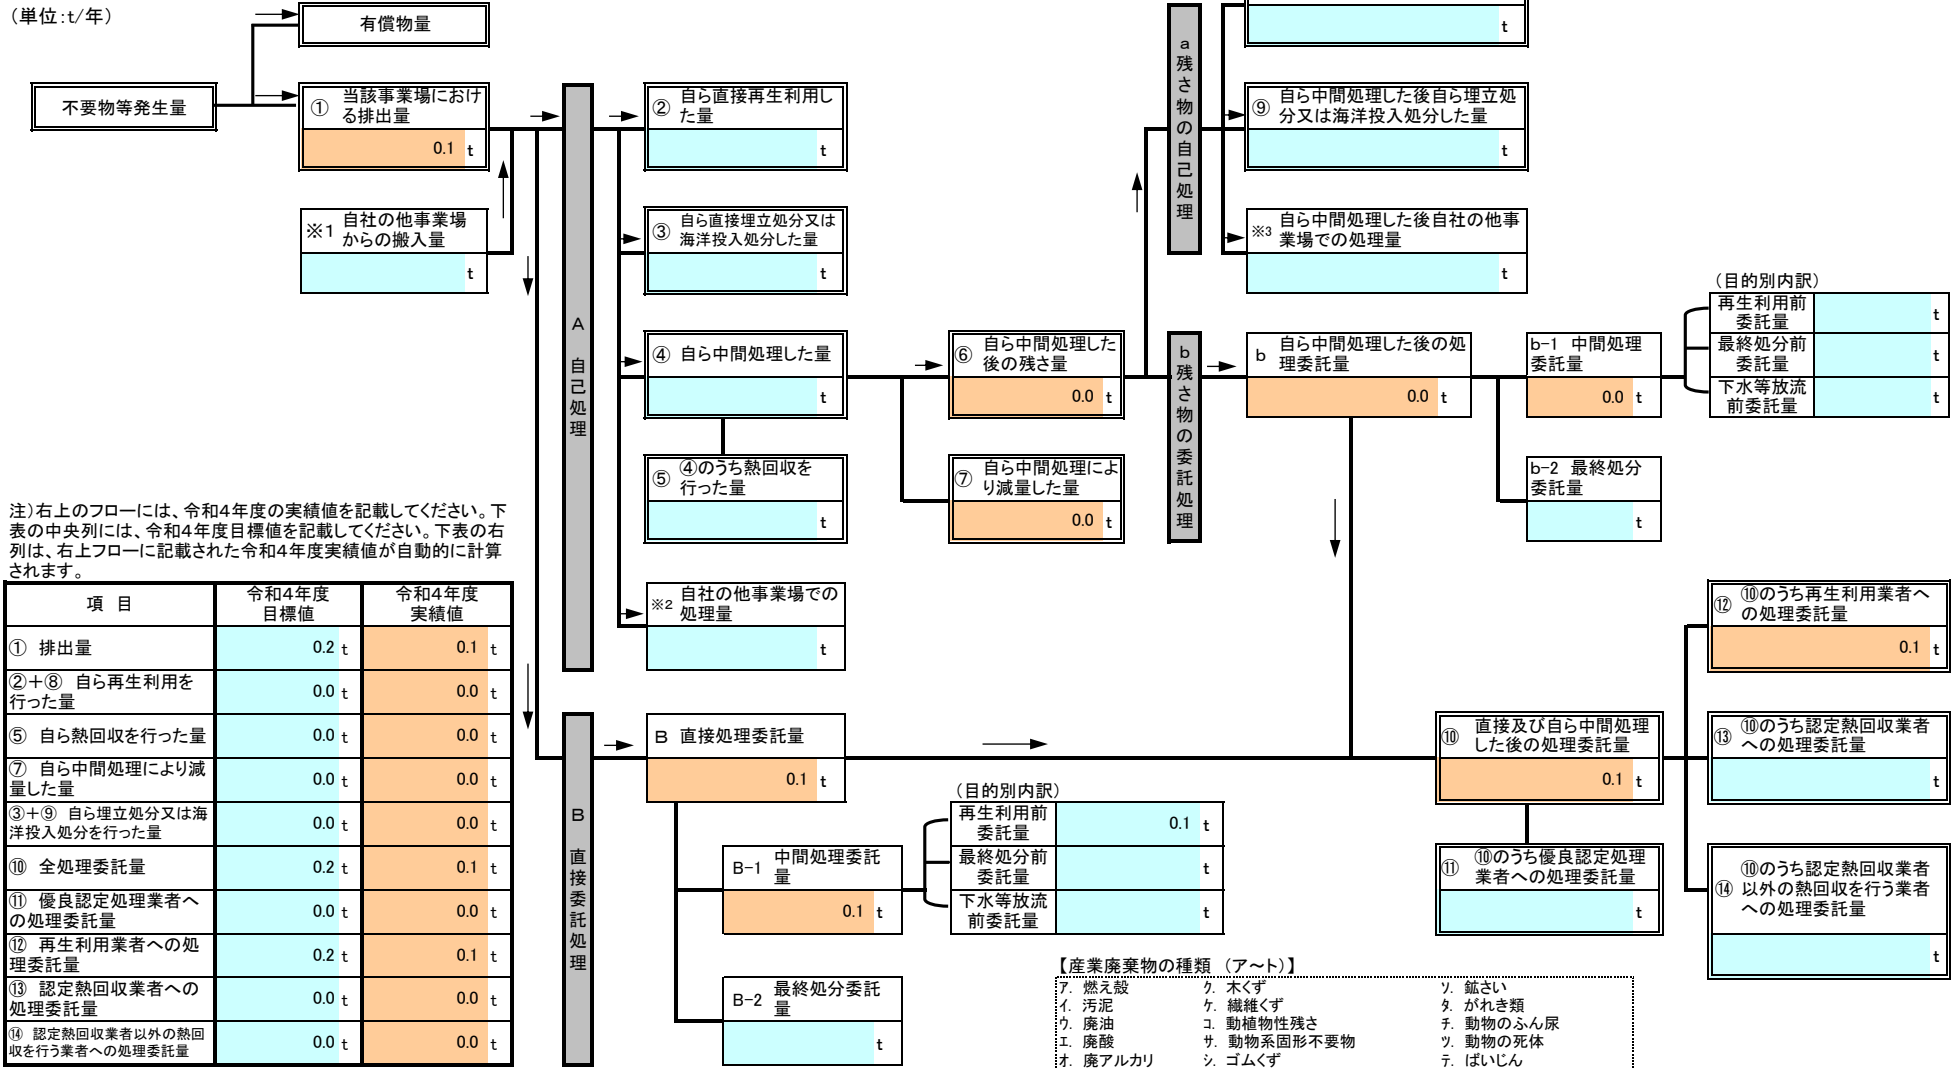 (単位:t/年)
有償物量
不要物等発生量
① 当該事業場におけ
る排出量
0.1 t
※1 自社の他事業場
からの搬入量
t
A 自己処理
② 自ら直接再生利用し
た量
t
③ 自ら直接埋立処分又は
海洋投入処分した量
t
④ 自ら中間処理した量
t
⑤ ④のうち熱回収を
行った量
t
※2 自社の他事業場での
処理量
t
⑥ 自ら中間処理した
後の残さ量
0.0 t
⑦ 自ら中間処理によ
り減量した量
0.0 t
a 残さ物の自己処理
t
⑨ 自ら中間処理した後自ら埋立処
分又は海洋投入処分した量
t
※3 自ら中間処理した後自社の他事
業場での処理量
t
b 残さ物の委託処理
b 自ら中間処理した後の処
理委託量
0.0 t
b-1 中間処理
委託量
0.0 t
b-2 最終処分
委託量
t
(目的別内訳)
再生利用前
委託量
t
最終処分前
委託量
t
下水等放流
前委託量
t
注)右上のフローには、令和4年度の実績値を記載してください。下
表の中央列には、令和4年度目標値を記載してください。下表の右
列は、右上フローに記載された令和4年度実績値が自動的に計算
されます。
項 目 令和4年度
目標値 令和4年度
実績値
① 排出量 0.2 t 0.1 t
②+⑧ 自ら再生利用を
行った量 0.0 t 0.0 t
⑤ 自ら熱回収を行った量 0.0 t 0.0 t
⑦ 自ら中間処理により減
量した量 0.0 t 0.0 t
③+⑨ 自ら埋立処分又は海
洋投入処分を行った量 0.0 t 0.0 t
⑩ 全処理委託量 0.2 t 0.1 t
⑪ 優良認定処理業者へ
の処理委託量 0.0 t 0.0 t
⑫ 再生利用業者への処
理委託量 0.2 t 0.1 t
⑬ 認定熱回収業者への
処理委託量 0.0 t 0.0 t
⑭ 認定熱回収業者以外の熱回
収を行う業者への処理委託量 0.0 t 0.0 t
B 直接委託処理
B 直接処理委託量
0.1 t
B-1 中間処理委託
量
0.1 t
B-2 最終処分委託
量
t
(目的別内訳)
再生利用前
委託量
0.1 t
最終処分前
委託量
t
下水等放流
前委託量
t
⑩ 直接及び自ら中間処理
した後の処理委託量
0.1 t
⑪ ⑩のうち優良認定処理
業者への処理委託量
t
⑫ ⑩のうち再生利用業者へ
の処理委託量
0.1 t
⑬ ⑩のうち認定熱回収業者
への処理委託量
t
⑭ ⑩のうち認定熱回収業者
以外の熱回収を行う業者
への処理委託量
t
【産業廃棄物の種類 (ア~ト)】
ア. 燃え殻 ク. 木くず ソ. 鉱さい
イ. 汚泥 ケ. 繊維くず タ. がれき類
ウ. 廃油 コ. 動植物性残さ チ. 動物のふん尿
エ. 廃酸 サ. 動物系固形不要物 ツ. 動物の死体
オ. 廃アルカリ シ. ゴムくず テ. ばいじん